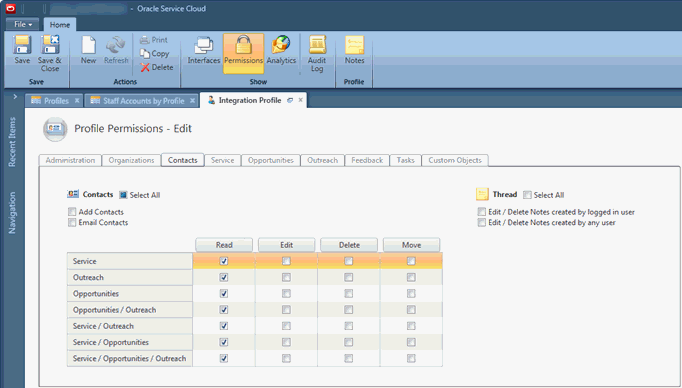 - Oracle Service Cloud
File Home
Save Save & Close New Refresh Print Copy Delete Interfaces Permissions Analytics Audit Log Notes
Save Actions Show Profile
Profiles Staff Accounts by Profile Integration Profile
Recent Items
Navigation
Profile Permissions - Edit
Administration Organizations Contacts Service Opportunities Outreach Feedback Tasks Custom Objects
Contacts Select All
Add Contacts
Email Contacts
Thread Select All
Edit / Delete Notes created by logged in user
Edit / Delete Notes created by any user
Read Edit Delete Move
Service
Outreach
Opportunities
Opportunities / Outreach
Service / Outreach
Service / Opportunities
Service / Opportunities / Outreach